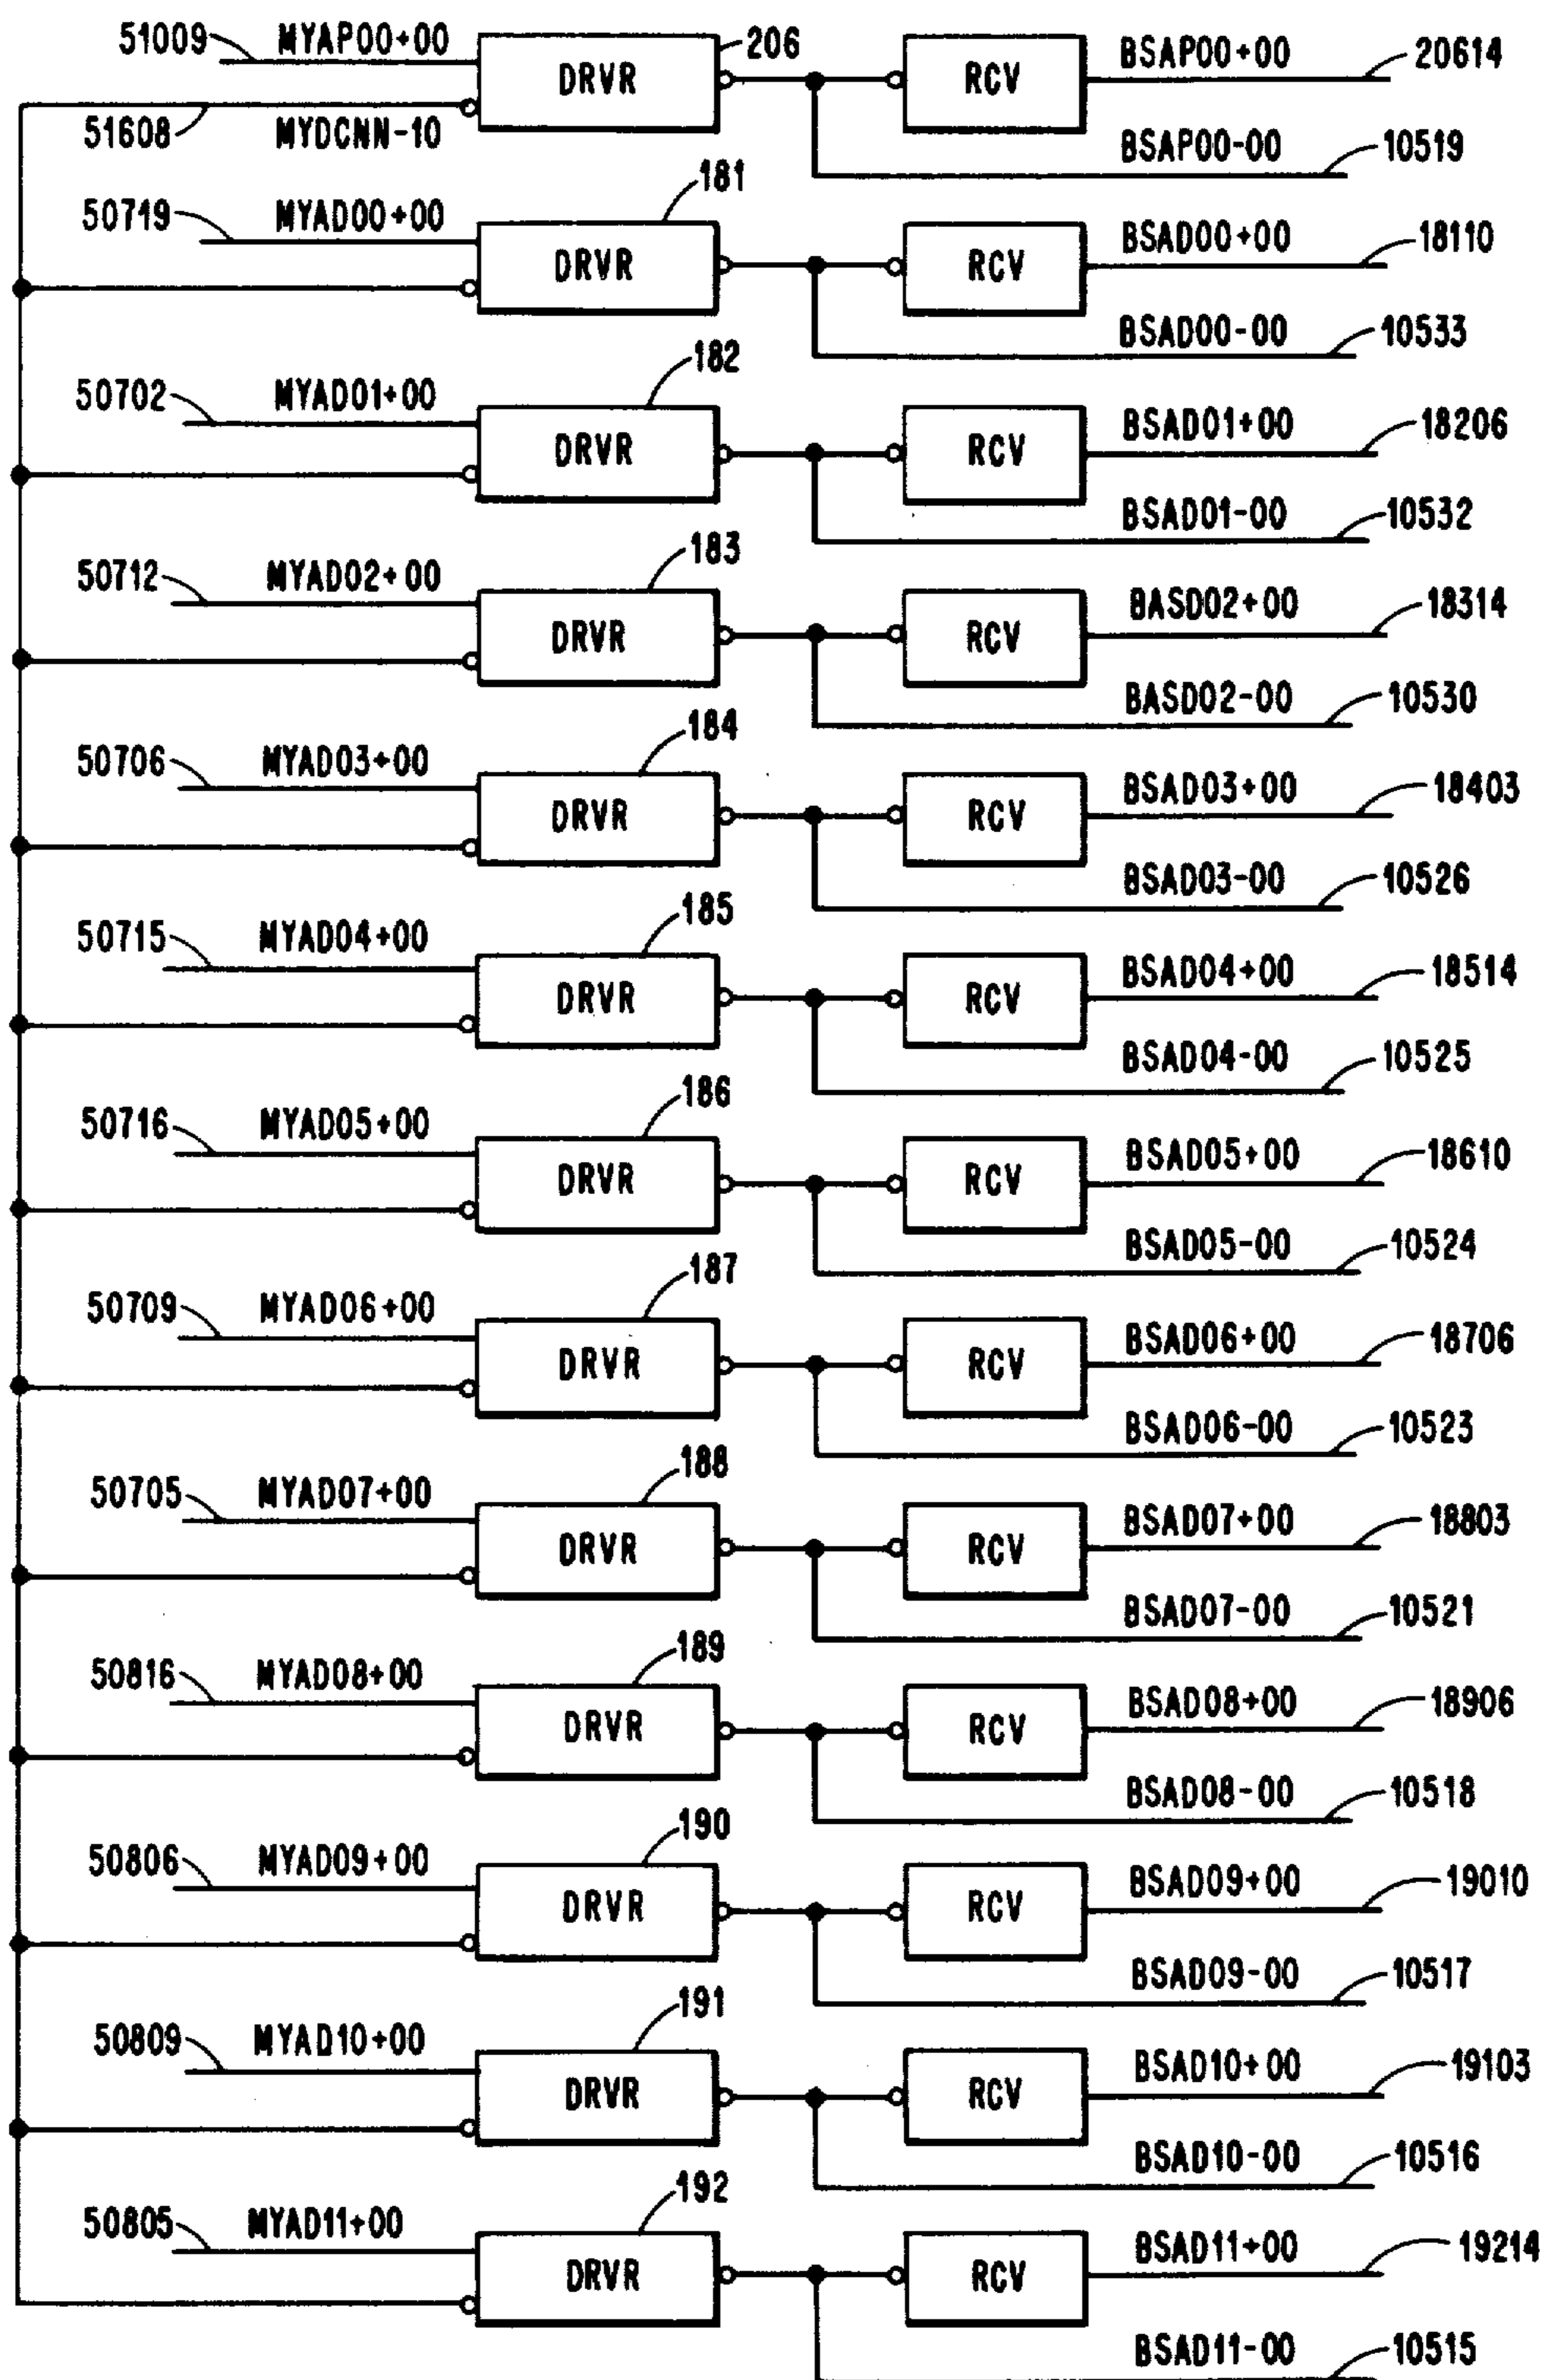 51009 MYAP00+00 DRVR 206 RCV BSAP00+00 20614
51608 MYDCNN-10 BSAP00-00 10519
50719 MYAD00+00 DRVR 181 RCV BSAD00+00 18110
BSAD00-00 10533
50702 MYAD01+00 DRVR 182 RCV BSAD01+00 18206
BSAD01-00 10532
50712 MYAD02+00 DRVR 183 RCV BASD02+00 18314
BASD02-00 10530
50706 MYAD03+00 DRVR 184 RCV BSAD03+00 18403
BSAD03-00 10526
50715 MYAD04+00 DRVR 185 RCV BSAD04+00 18514
BSAD04-00 10525
50716 MYAD05+00 DRVR 186 RCV BSAD05+00 18610
BSAD05-00 10524
50709 MYAD06+00 DRVR 187 RCV BSAD06+00 18706
BSAD06-00 10523
50705 MYAD07+00 DRVR 188 RCV BSAD07+00 18803
BSAD07-00 10521
50816 MYAD08+00 DRVR 189 RCV BSAD08+00 18906
BSAD08-00 10518
50806 MYAD09+00 DRVR 190 RCV BSAD09+00 19010
BSAD09-00 10517
50809 MYAD10+00 DRVR 191 RCV BSAD10+00 19103
BSAD10-00 10516
50805 MYAD11+00 DRVR 192 RCV BSAD11+00 19214
BSAD11-00 10515